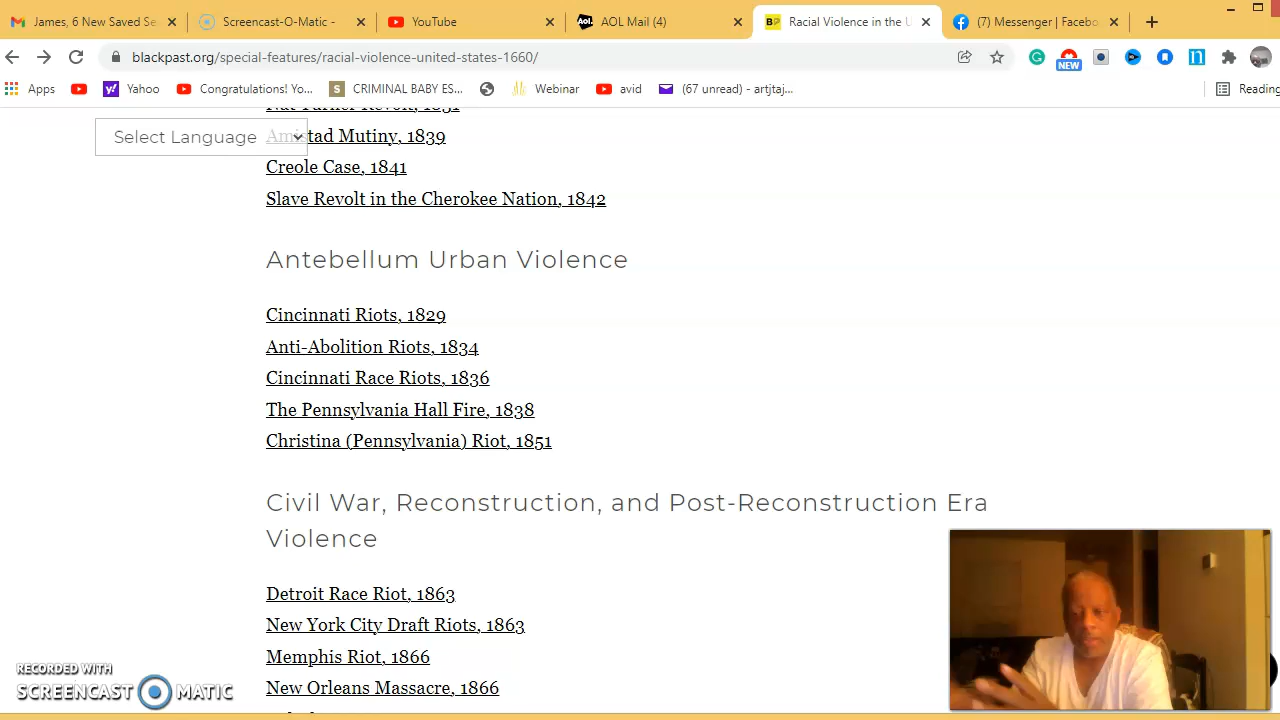 James, 6 New Saved Se
Screencast-O-Matic -
YouTube
AOL Mail (4)
Racial Violence in the U
(7) Messenger | Facebo
blackpast.org/special-features/racial-violence-united-states-1660/
NEW
Apps
Yahoo
Congratulations! Yo...
CRIMINAL BABY ES...
Webinar
avid
(67 unread) - artjtaj...
Reading
Nat Turner Revolt, 1831
Select Language
Amistad Mutiny, 1839
Creole Case, 1841
Slave Revolt in the Cherokee Nation, 1842
Antebellum Urban Violence
Cincinnati Riots, 1829
Anti-Abolition Riots, 1834
Cincinnati Race Riots, 1836
The Pennsylvania Hall Fire, 1838
Christina (Pennsylvania) Riot, 1851
Civil War, Reconstruction, and Post-Reconstruction Era
Violence
Detroit Race Riot, 1863
New York City Draft Riots, 1863
Memphis Riot, 1866
New Orleans Massacre, 1866
RECORDED WITH
SCREENCAST MATIC